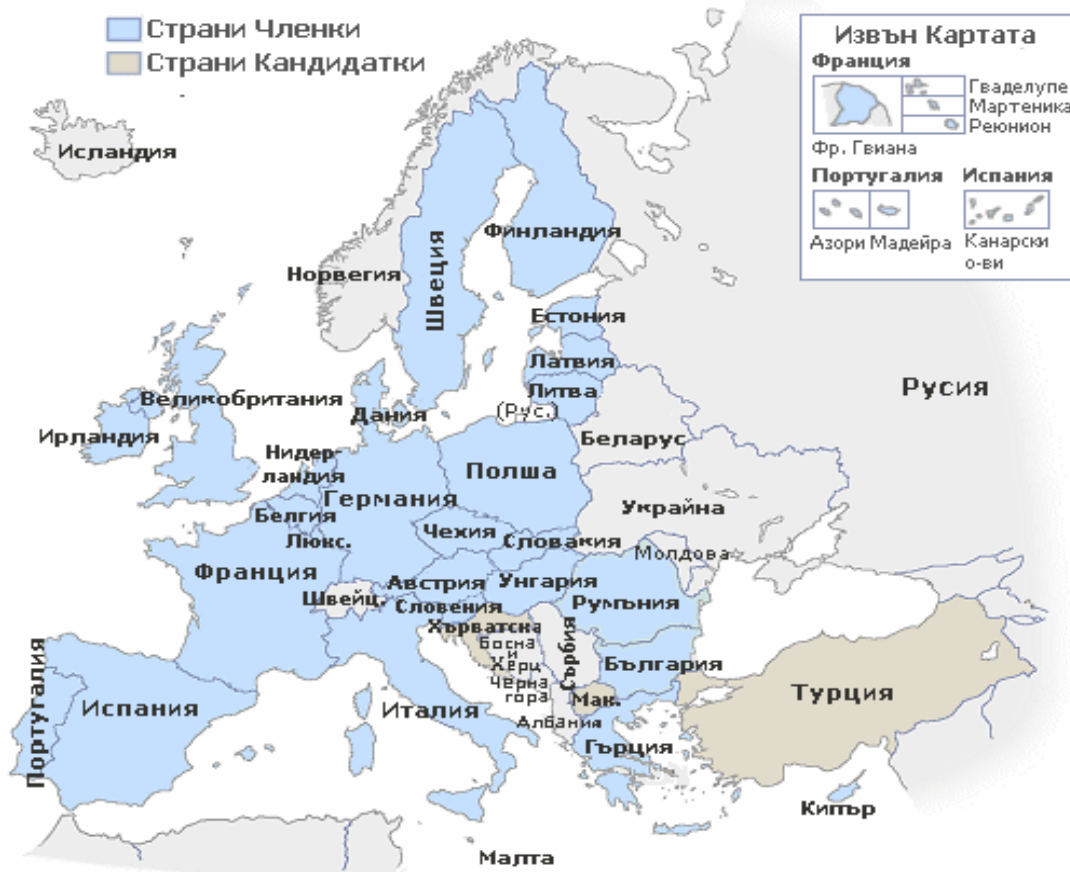 Страни Членки
Страни Кандидатки
Извън Картата
Франция
Гваделупе
Мартеника
Реюнион
Фр. Гвиана
Португалия
Испания
Азори
Мадейра
Канарски
о-ви
Исландия
Норвегия
Швеция
Финландия
Естония
Латвия
Литва
(Рус.)
Русия
Великобритания
Ирландия
Дания
Нидер-
ландия
Белгия
Люкс.
Германия
Полша
Беларус
Украйна
Молдова
Чехия
Словакия
Франция
Швейц.
Австрия
Унгария
Словения
Румъния
Хърватска
Босна
и
Херц
Черна
гора
Сърбия
България
Мак.
Албания
Гърция
Турция
Италия
Португалия
Испания
Кипър
Малта